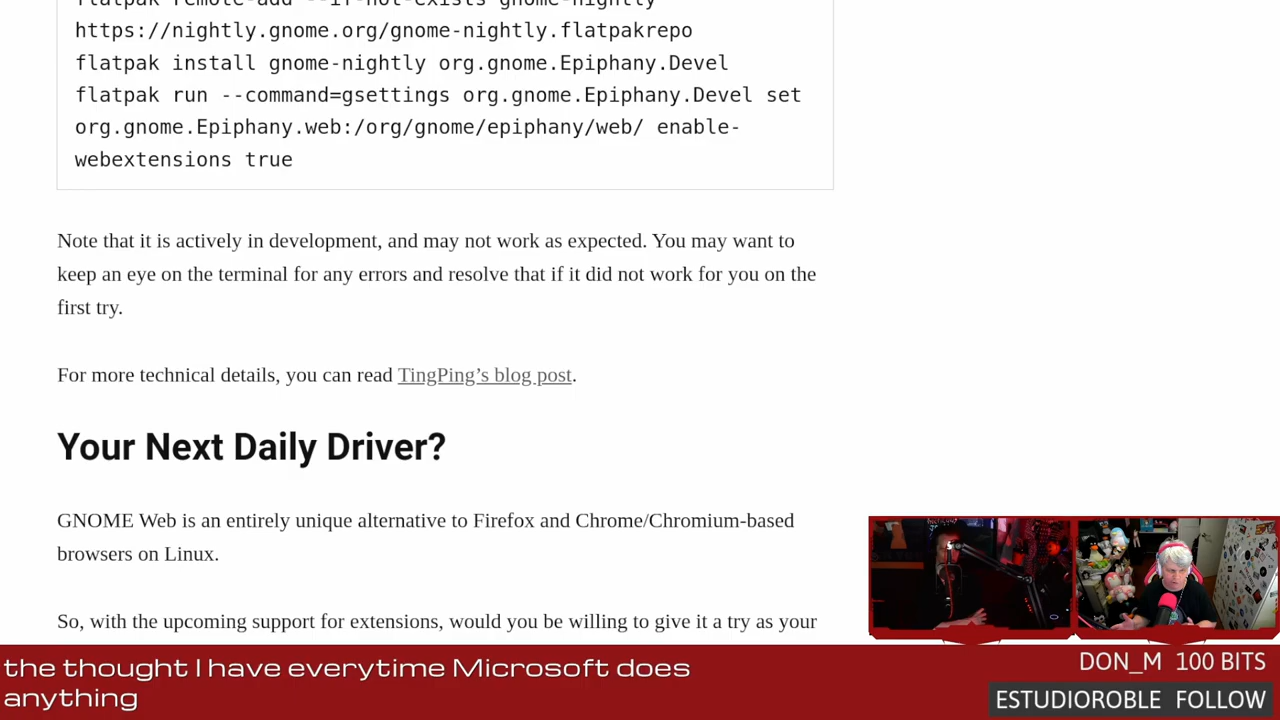 flatpak remote-add --if-not-exists gnome-nightly
https://nightly.gnome.org/gnome-nightly.flatpakrepo
flatpak install gnome-nightly org.gnome.Epiphany.Devel
flatpak run --command=gsettings org.gnome.Epiphany.Devel set
org.gnome.Epiphany.web:/org/gnome/epiphany/web/ enable-
webextensions true
Note that it is actively in development, and may not work as expected. You may want to
keep an eye on the terminal for any errors and resolve that if it did not work for you on the
first try.
For more technical details, you can read TingPing’s blog post.
Your Next Daily Driver?
GNOME Web is an entirely unique alternative to Firefox and Chrome/Chromium-based
browsers on Linux.
So, with the upcoming support for extensions, would you be willing to give it a try as your
the thought I have everytime Microsoft does
anything
DON_M 100 BITS
ESTUDIOROBLE FOLLOW